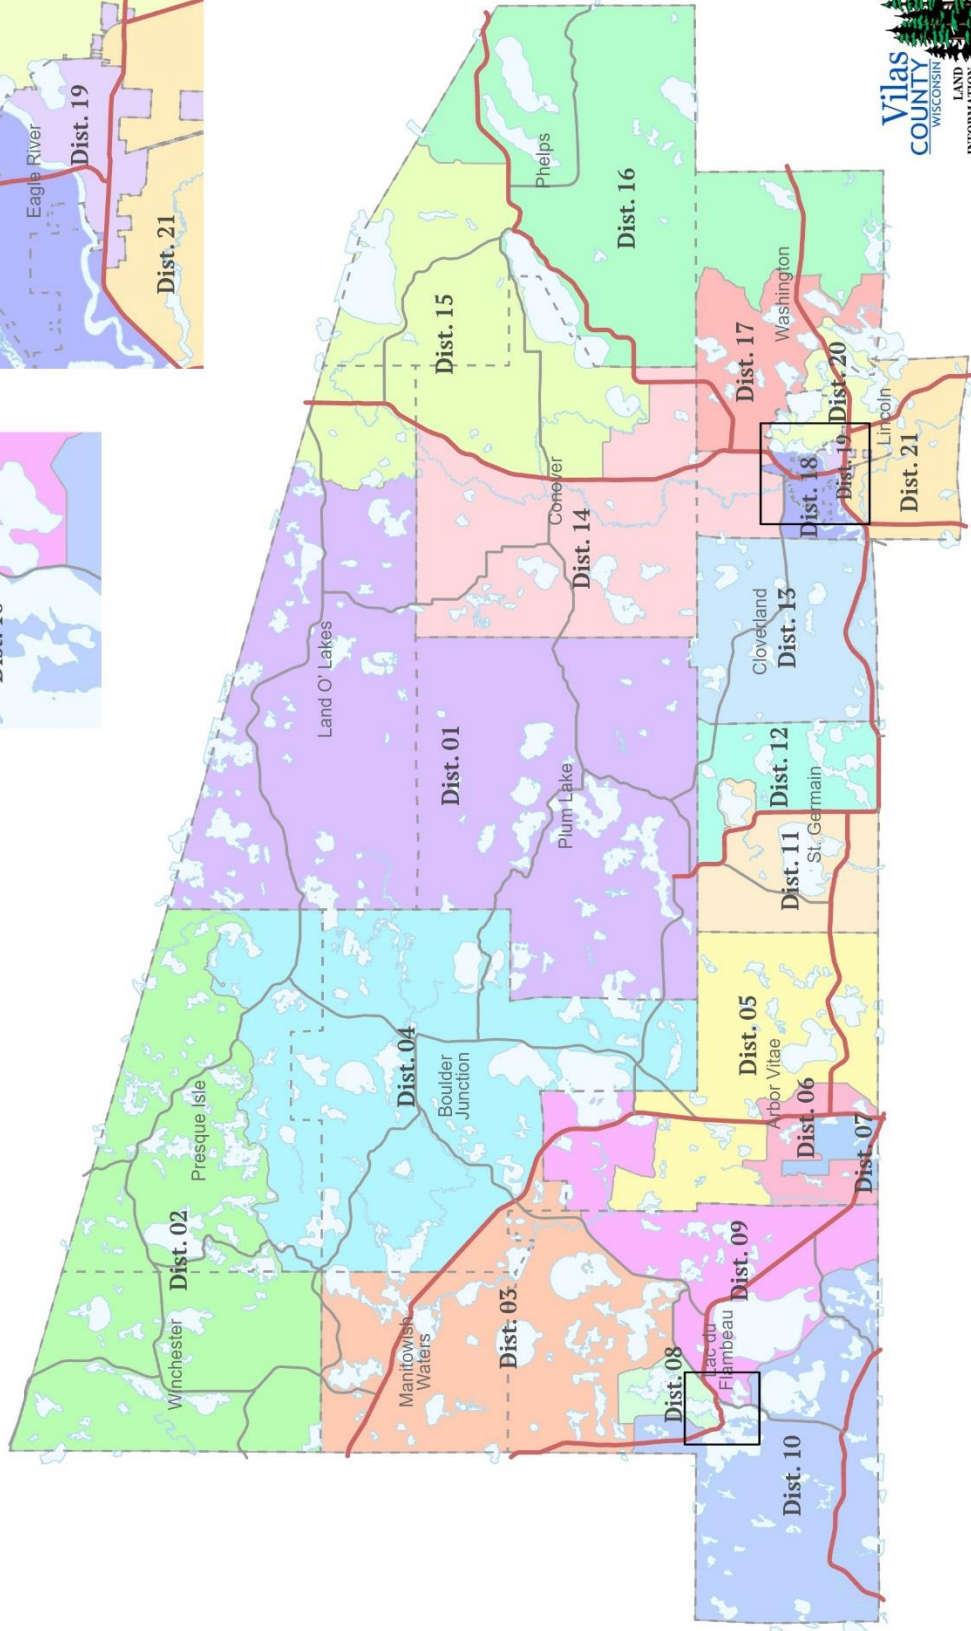 Eagle River
Dist. 19
Dist. 21
Vilas
COUNTY
WISCONSIN
LAND
Winchester
Dist. 02
Presque Isle
Manitowish
Waters
Dist. 03
Dist. 04
Boulder
Junction
Land O' Lakes
Dist. 01
Plum Lake
Dist. 15
Conover
Dist. 14
Phelps
Dist. 16
Dist. 08
Lac du
Flambeau
Dist. 09
Dist. 10
Dist. 05
Arbor Vitae
Dist. 06
Dist. 07
Dist. 11
St. Germain
Dist. 12
Cloverland
Dist. 13
Dist. 17
Washington
Dist. 18
Dist. 19
Dist. 20
Lincoln
Dist. 21